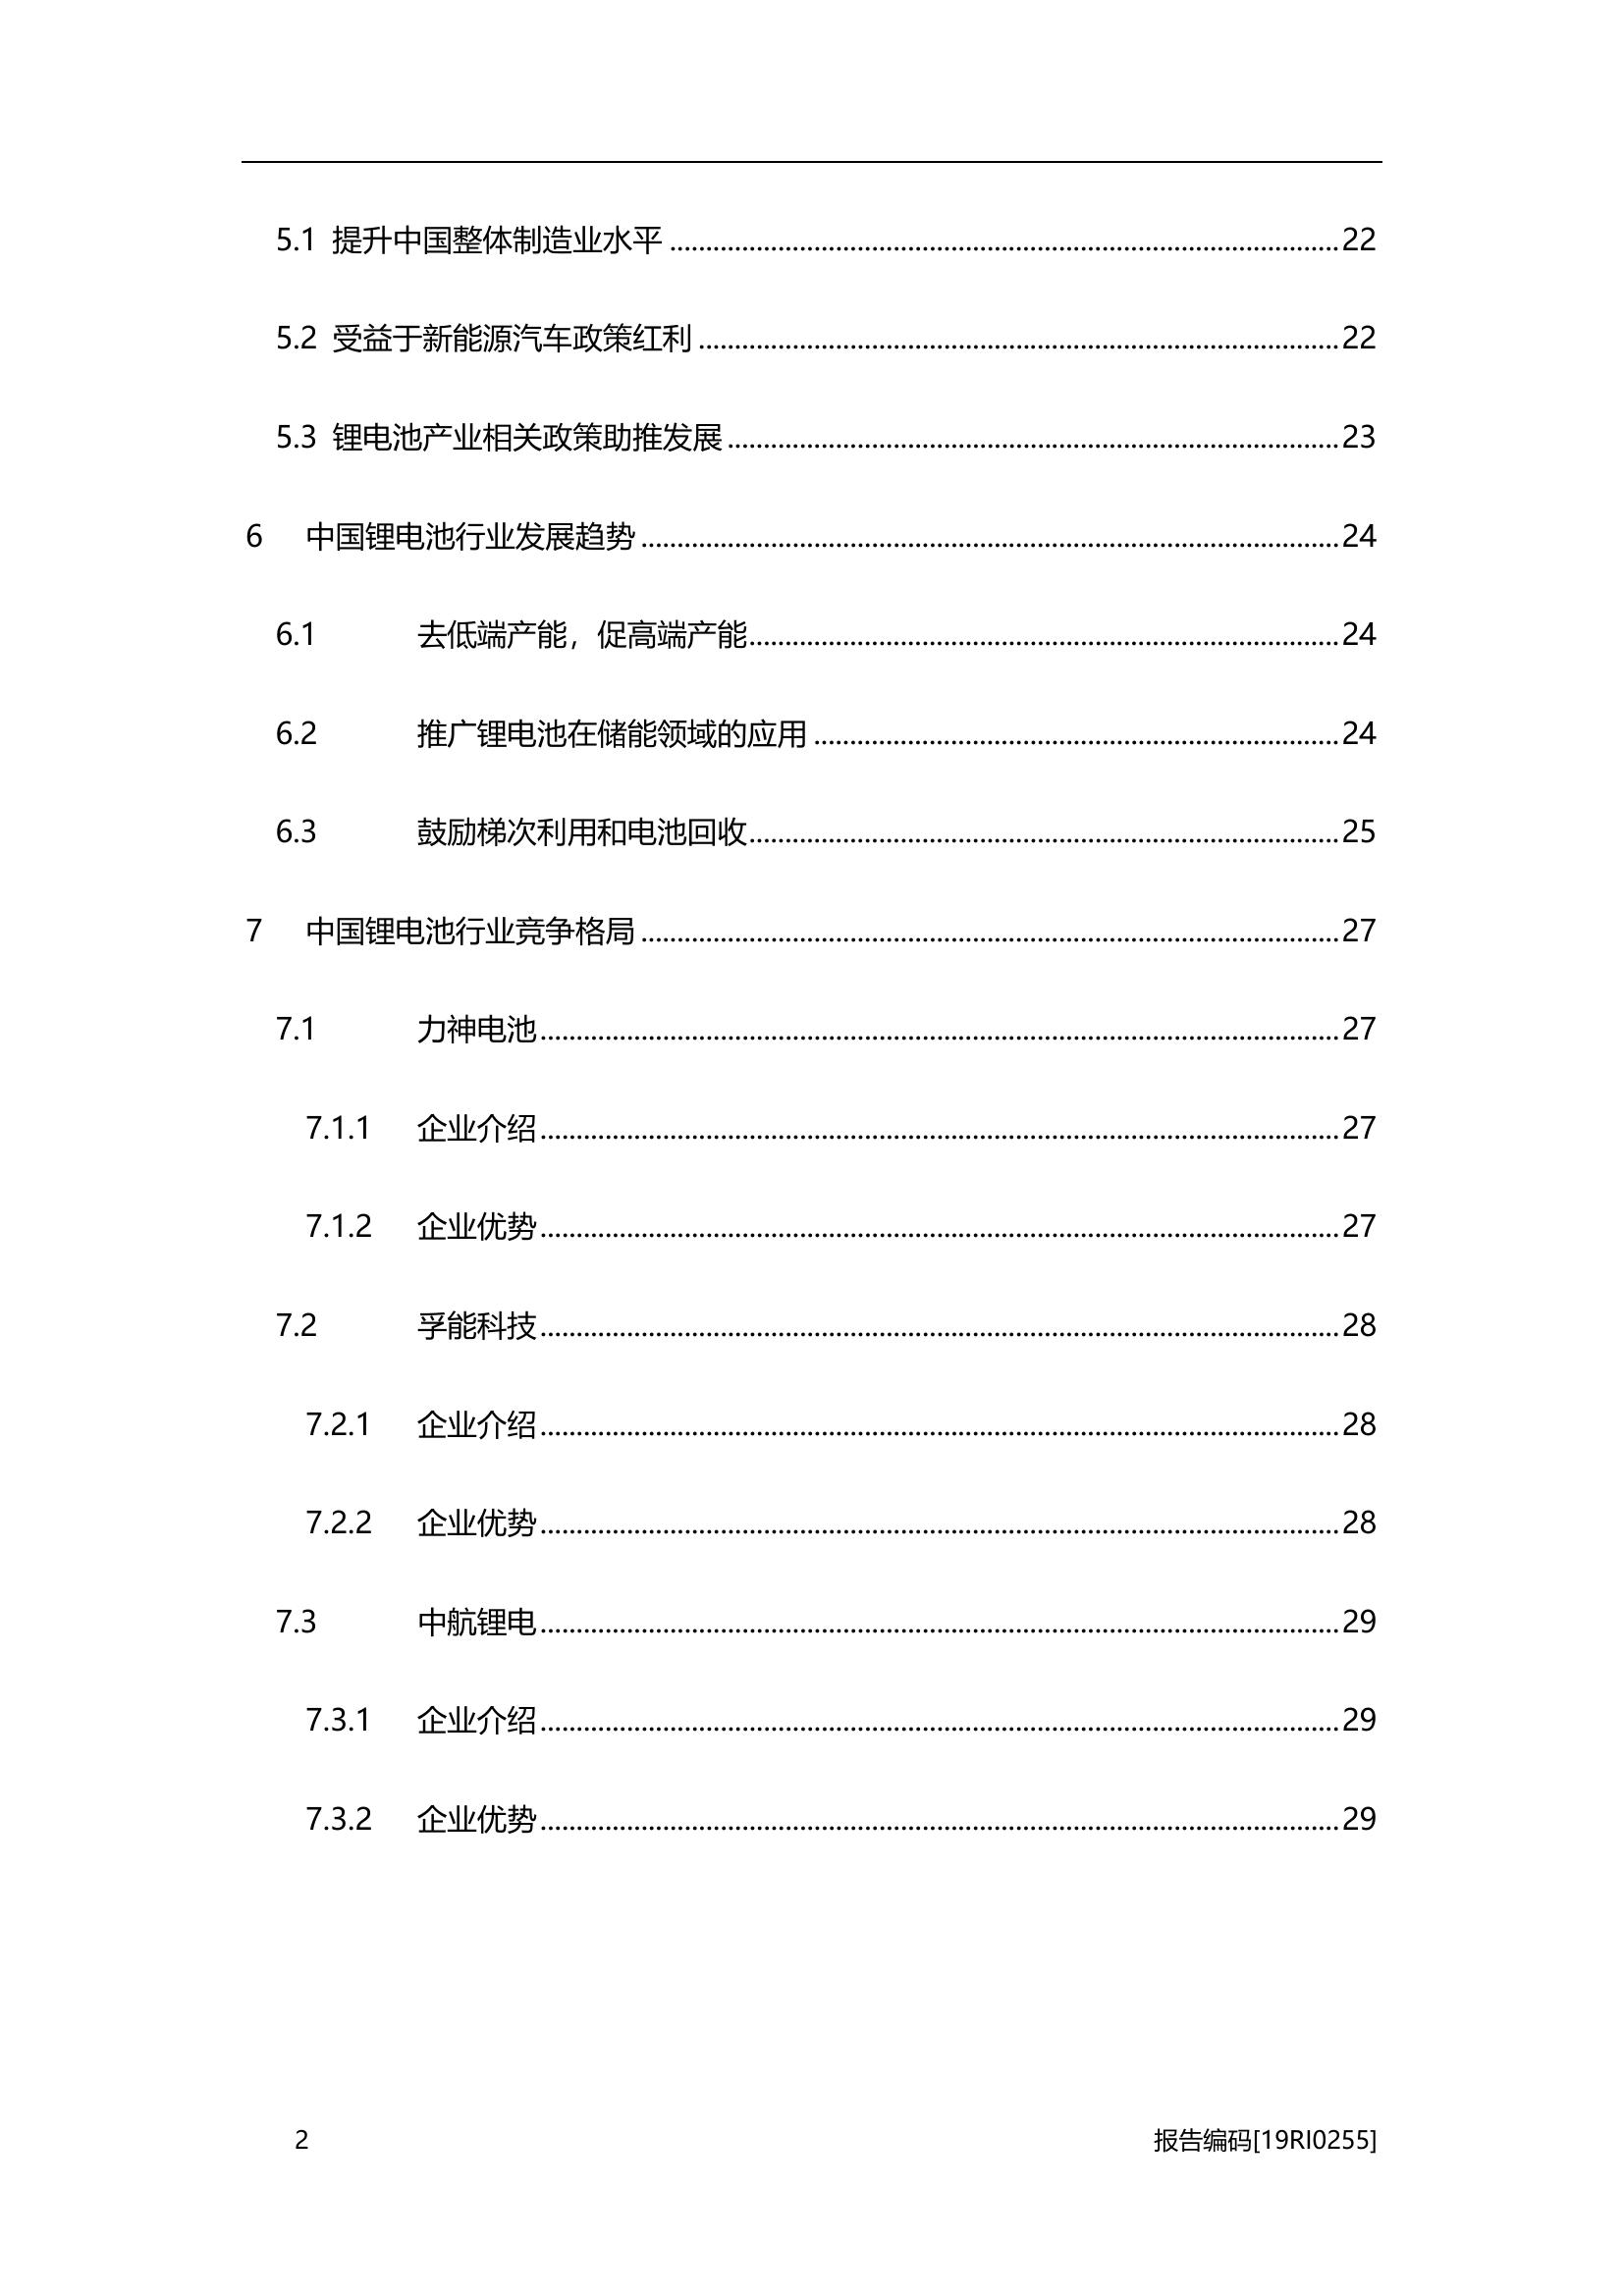 5.1 提升中国整体制造业水平........................................22
5.2 受益于新能源汽车政策红利........................................22
5.3 锂电池产业相关政策助推发展........................................23
6 中国锂电池行业发展趋势........................................24
6.1 去低端产能，促高端产能........................................24
6.2 推广锂电池在储能领域的应用........................................24
6.3 鼓励梯次利用和电池回收........................................25
7 中国锂电池行业竞争格局........................................27
7.1 力神电池........................................27
7.1.1 企业介绍........................................27
7.1.2 企业优势........................................27
7.2 孚能科技........................................28
7.2.1 企业介绍........................................28
7.2.2 企业优势........................................28
7.3 中航锂电........................................29
7.3.1 企业介绍........................................29
7.3.2 企业优势........................................29
2 报告编码[19RI0255]